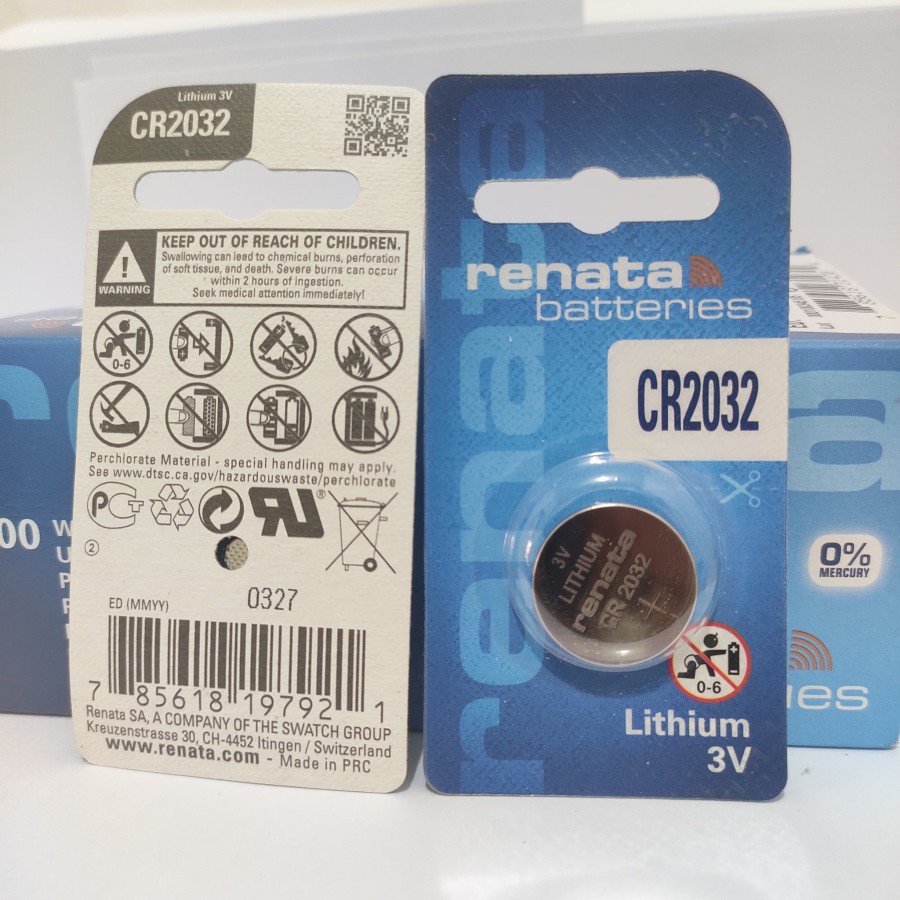 Lithium 3V
CR2032
KEEP OUT OF REACH OF CHILDREN.
Swallowing can lead to chemical burns, perforation
of soft tissue, and death. Severe burns can occur
within 2 hours of ingestion.
Seek medical attention immediately!
WARNING
0-6
Perchlorate Material - special handling may apply.
See www.dtsc.ca.gov/hazardouswaste/perchlorate
2
ED (MMYY)
0327
7 85618 19792 1
Renata SA, A COMPANY OF THE SWATCH GROUP
Kreuzenstrasse 30, CH-4452 Itingen / Switzerland
www.renata.com - Made in PRC
renata
renata
batteries
CR2032
3V
LITHIUM
renata
CR 2032
+
0-6
Lithium
3V
0%
MERCURY